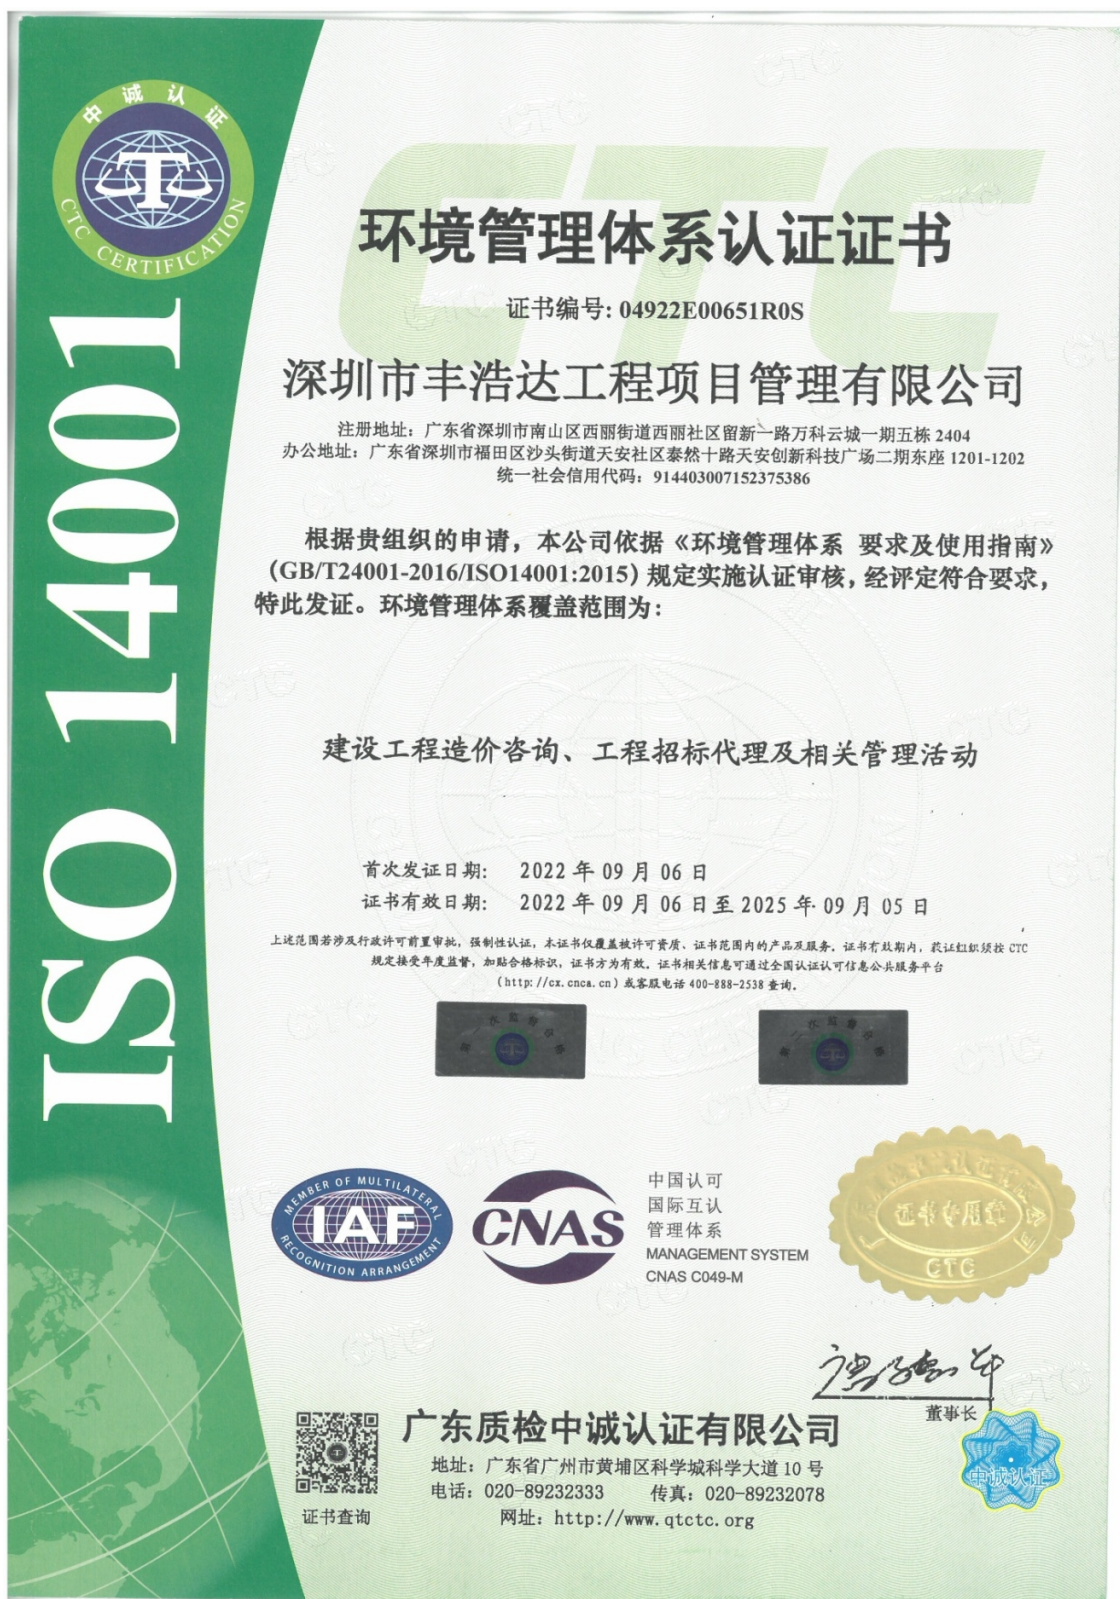 中诚认证
CTC CERTIFICATION
ISO 14001
CTC
环境管理体系认证证书
证书编号: 04922E00651R0S
深圳市丰浩达工程项目管理有限公司
注册地址：广东省深圳市南山区西丽街道西丽社区留新一路万科云城一期五栋 2404
办公地址：广东省深圳市福田区沙头街道天安社区泰然十路天安创新科技广场二期东座 1201-1202
统一社会信用代码：914403007152375386
根据贵组织的申请，本公司依据《环境管理体系 要求及使用指南》
（GB/T24001-2016/ISO14001:2015）规定实施认证审核，经评定符合要求，
特此发证。环境管理体系覆盖范围为：
建设工程造价咨询、工程招标代理及相关管理活动
首次发证日期： 2022 年 09 月 06 日
证书有效日期： 2022 年 09 月 06 日至 2025 年 09 月 05 日
上述范围若涉及行政许可前置审批，强制性认证，本证书仅覆盖被许可资质、证书范围内的产品及服务。证书有效期内，获证组织须按 CTC
规定接受年度监督，加贴合格标识，证书方为有效。证书相关信息可通过全国认证认可信息公共服务平台
（http://cx.cnca.cn）或客服电话 400-888-2538 查询。
第一次监督合格
第二次监督合格
MEMBER OF MULTILATERAL
IAF
RECOGNITION ARRANGEMENT
CNAS
中国认可
国际互认
管理体系
MANAGEMENT SYSTEM
CNAS C049-M
证书专用章
CTC
董事长
中诚认证
证书查询
广东质检中诚认证有限公司
地址：广东省广州市黄埔区科学城科学大道 10 号
电话：020-89232333 传真：020-89232078
网址：http://www.qtctc.org